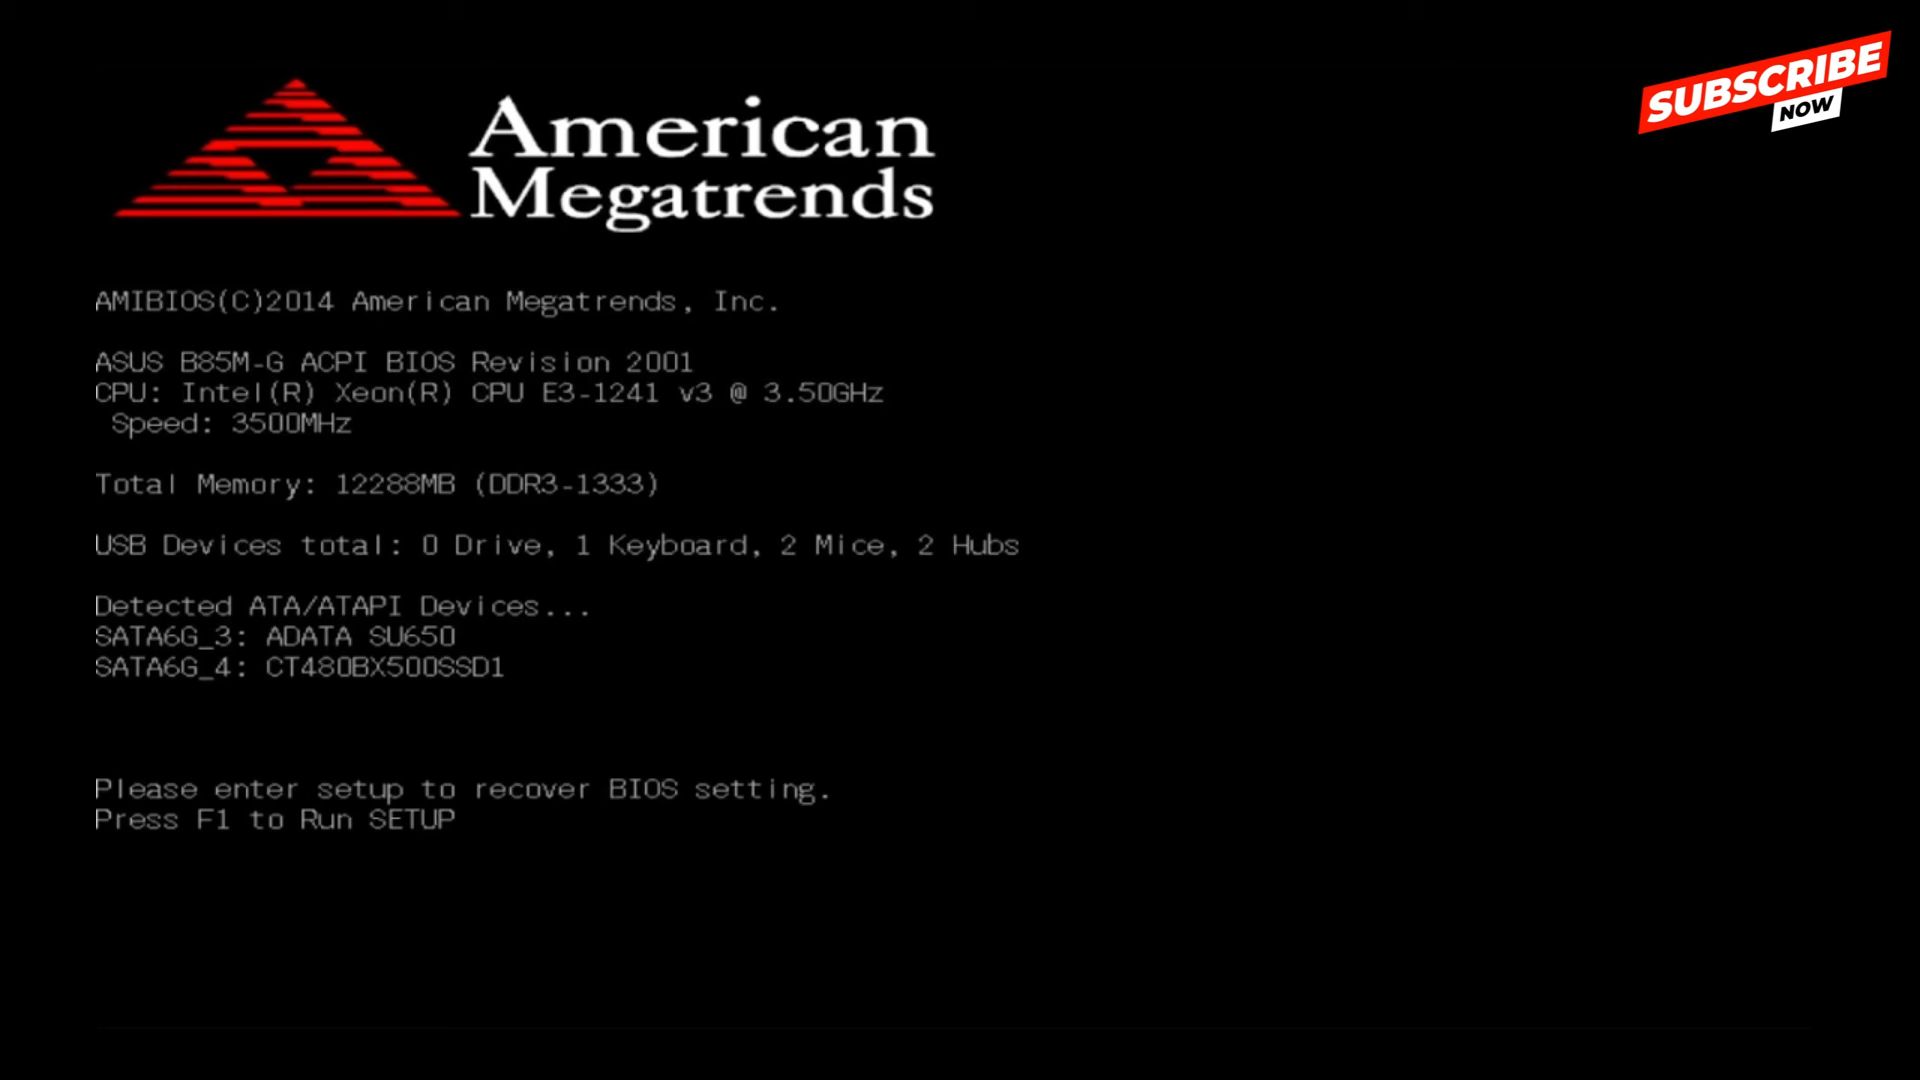 American
Megatrends
SUBSCRIBE
NOW
AMIBIOS(C)2014 American Megatrends, Inc.
ASUS B85M-G ACPI BIOS Revision 2001
CPU: Intel(R) Xeon(R) CPU E3-1241 v3 @ 3.50GHz
Speed: 3500MHz
Total Memory: 12288MB (DDR3-1333)
USB Devices total: 0 Drive, 1 Keyboard, 2 Mice, 2 Hubs
Detected ATA/ATAPI Devices...
SATA6G_3: ADATA SU650
SATA6G_4: CT480BX500SSD1
Please enter setup to recover BIOS setting.
Press F1 to Run SETUP